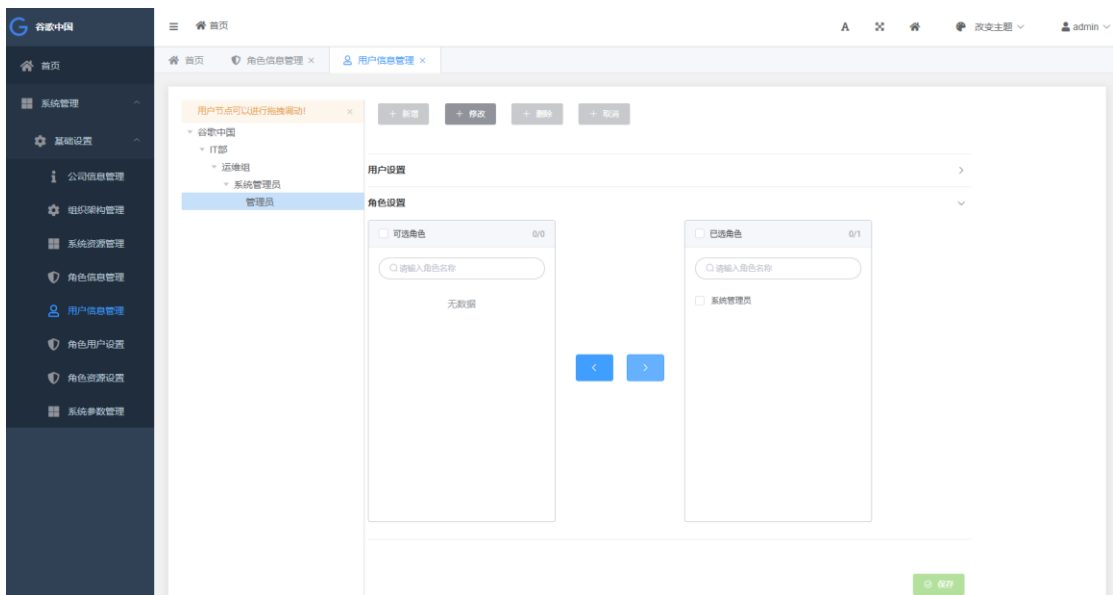 谷歌中国
首页
A
改变主题
admin
首页
角色信息管理 ×
用户信息管理 ×
首页
系统管理
基础设置
公司信息管理
组织架构管理
系统资源管理
角色信息管理
用户信息管理
角色用户设置
角色资源设置
系统参数管理
用户节点可以进行拖拽调动! ×
谷歌中国
IT部
运维组
系统管理员
管理员
+ 新增
+ 修改
+ 删除
+ 取消
用户设置
角色设置
可选角色 0/0
请输入角色名称
无数据
已选角色 0/1
请输入角色名称
系统管理员
保存